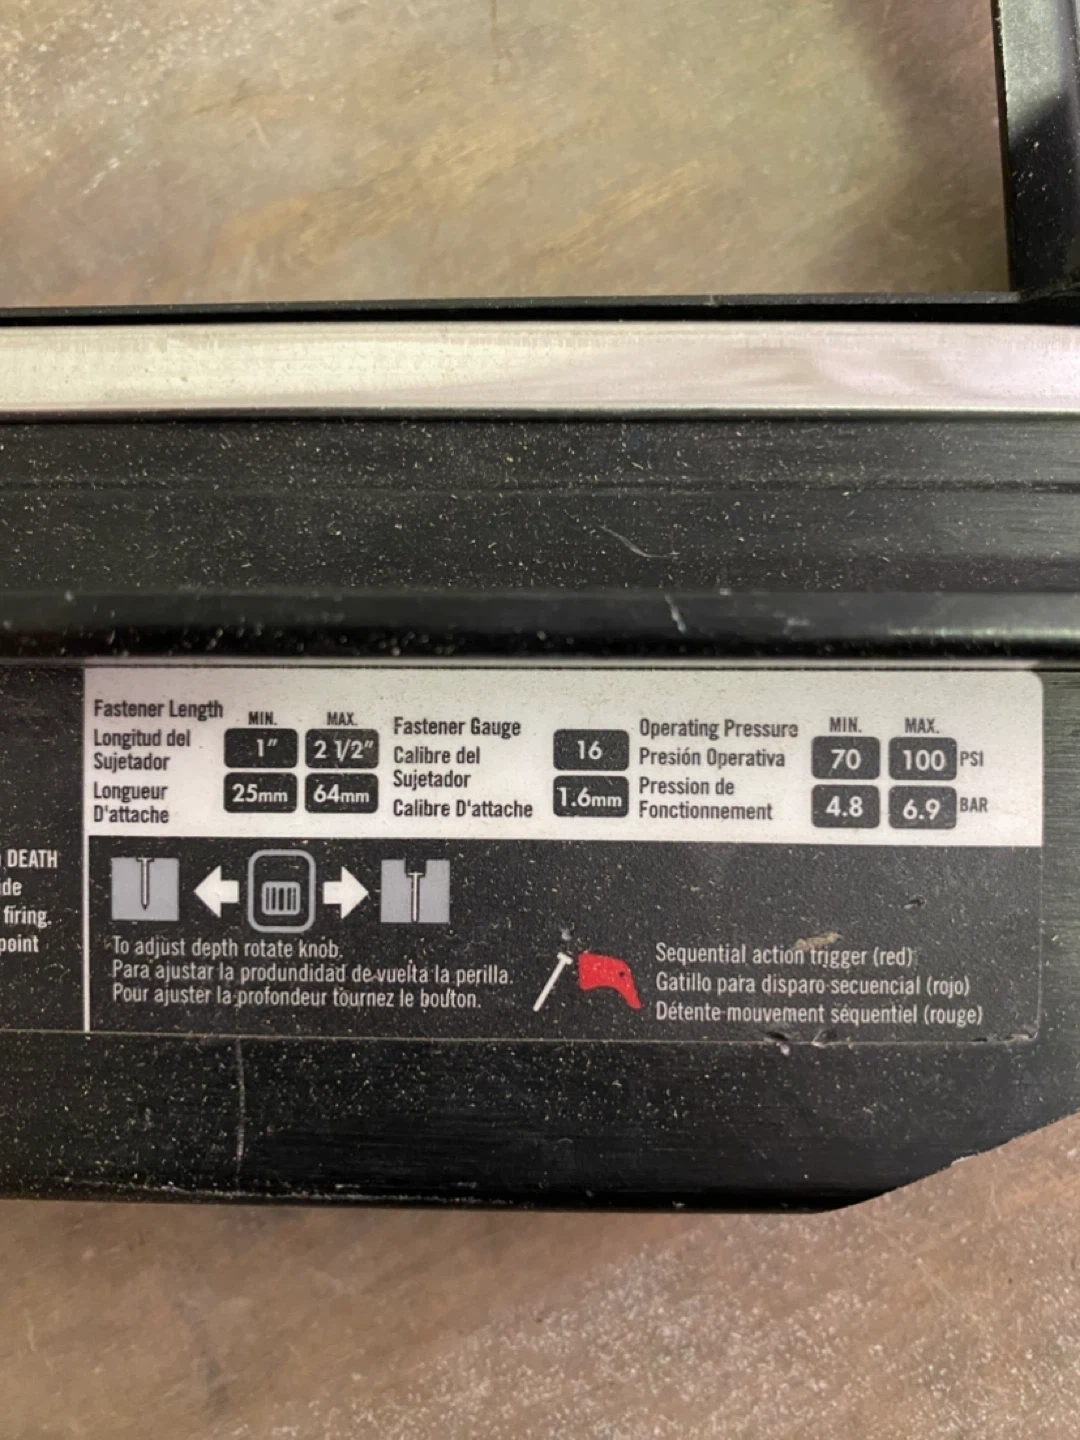 Fastener Length
Longitud del
Sujetador
Longueur
D'attache
MIN. MAX.
1" 2 1/2"
25mm 64mm
Fastener Gauge
Calibre del
Sujetador
Calibre D'attache
16
1.6mm
Operating Pressure
Presión Operativa
Pression de
Fonctionnement
MIN. MAX.
70 100 PSI
4.8 6.9 BAR
DEATH
de
firing.
point
To adjust depth rotate knob.
Para ajustar la produndidad de vuelta la perilla.
Pour ajuster la profondeur tournez le bouton.
Sequential action trigger (red)
Gatillo para disparo secuencial (rojo)
Détente mouvement séquentiel (rouge)